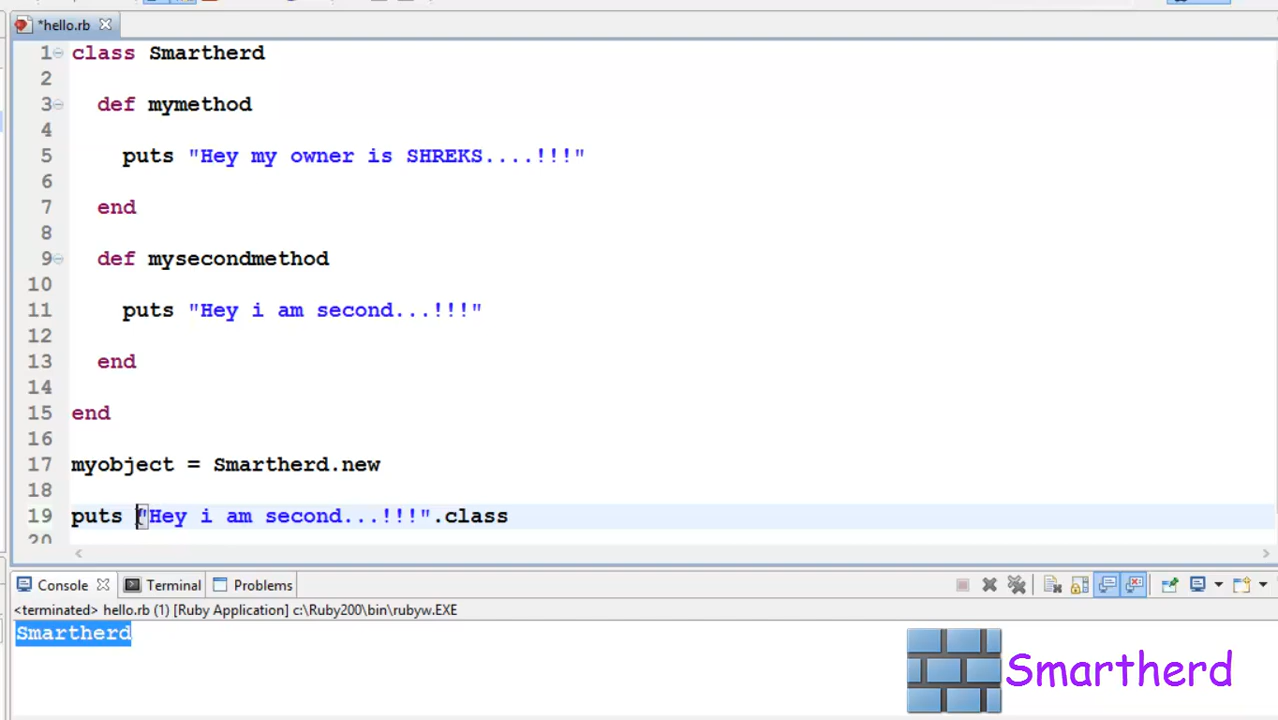 *hello.rb
1 class Smartherd
2
3 def mymethod
4
5 puts "Hey my owner is SHREKS....!!!"
6
7 end
8
9 def mysecondmethod
10
11 puts "Hey i am second...!!!"
12
13 end
14
15 end
16
17 myobject = Smartherd.new
18
19 puts "Hey i am second...!!!".class
20
Console Terminal Problems
<terminated> hello.rb (1) [Ruby Application] c:\Ruby200\bin\rubyw.EXE
Smartherd
Smartherd